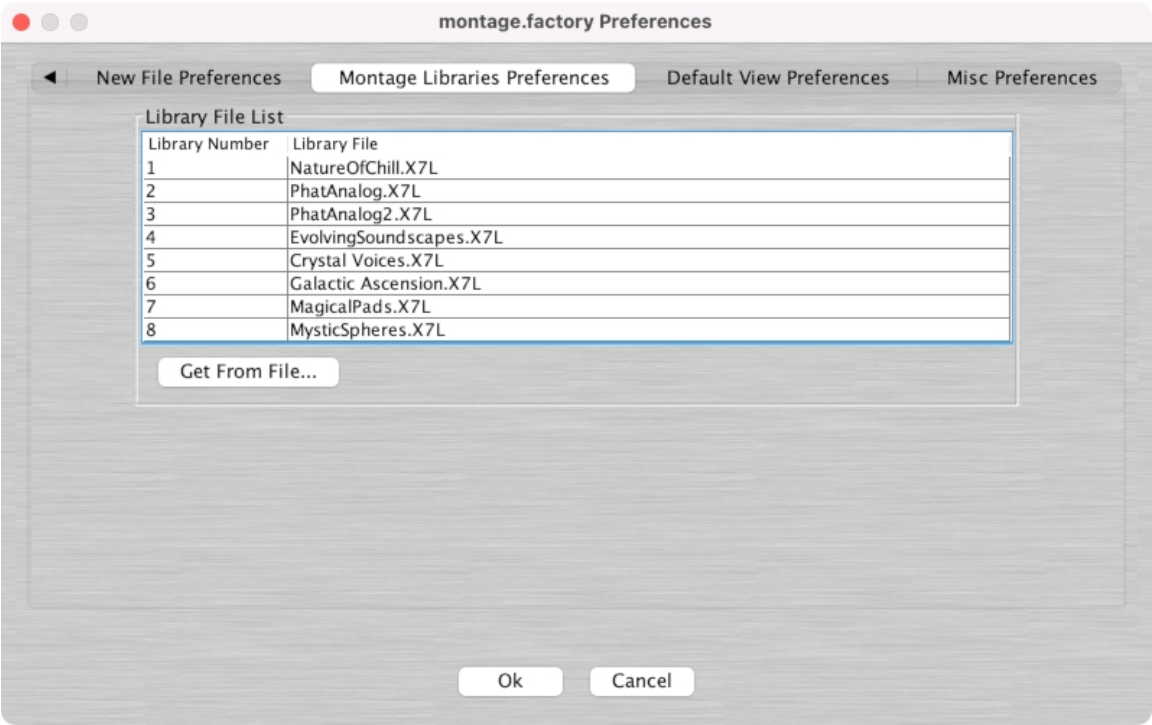 montage.factory Preferences
◀ New File Preferences Montage Libraries Preferences Default View Preferences Misc Preferences
Library File List
Library Number Library File
1 NatureOfChill.X7L
2 PhatAnalog.X7L
3 PhatAnalog2.X7L
4 EvolvingSoundscapes.X7L
5 Crystal Voices.X7L
6 Galactic Ascension.X7L
7 MagicalPads.X7L
8 MysticSpheres.X7L
Get From File...
Ok Cancel